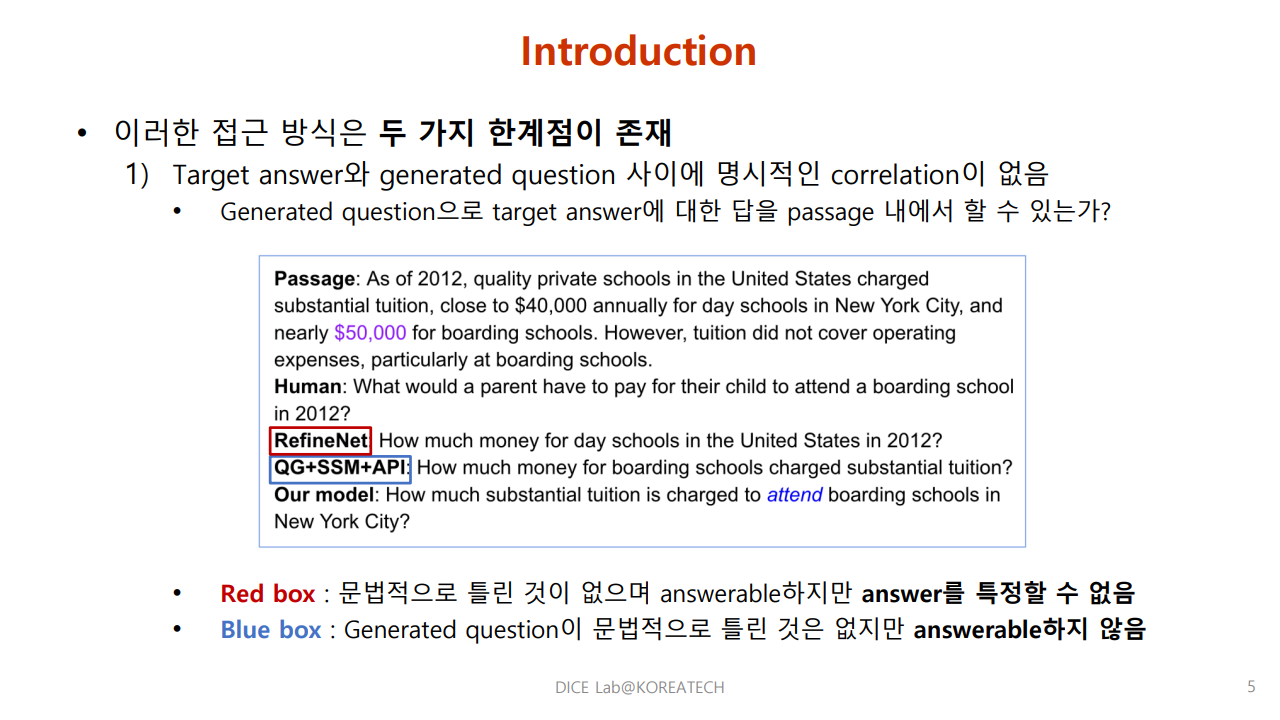 Introduction
• 이러한 접근 방식은 두 가지 한계점이 존재
1) Target answer와 generated question 사이에 명시적인 correlation이 없음
• Generated question으로 target answer에 대한 답을 passage 내에서 할 수 있는가?
Passage: As of 2012, quality private schools in the United States charged
substantial tuition, close to $40,000 annually for day schools in New York City, and
nearly $50,000 for boarding schools. However, tuition did not cover operating
expenses, particularly at boarding schools.
Human: What would a parent have to pay for their child to attend a boarding school
in 2012?
RefineNet: How much money for day schools in the United States in 2012?
QG+SSM+API: How much money for boarding schools charged substantial tuition?
Our model: How much substantial tuition is charged to attend boarding schools in
New York City?
• Red box : 문법적으로 틀린 것이 없으며 answerable하지만 answer를 특정할 수 없음
• Blue box : Generated question이 문법적으로 틀린 것은 없지만 answerable하지 않음
DICE Lab@KOREATECH
5